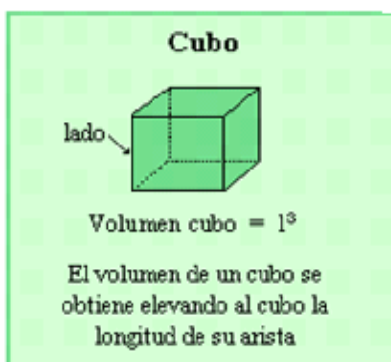 Cubo
lado
Volumen cubo = l³
El volumen de un cubo se
obtiene elevando al cubo la
longitud de su arista